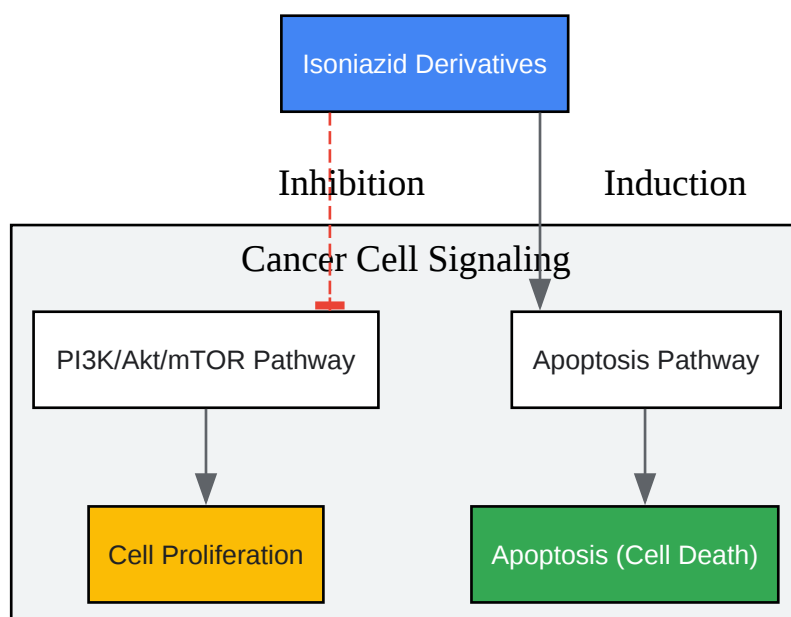 Isoniazid Derivatives
Inhibition
Induction
Cancer Cell Signaling
PI3K/Akt/mTOR Pathway
Apoptosis Pathway
Cell Proliferation
Apoptosis (Cell Death)